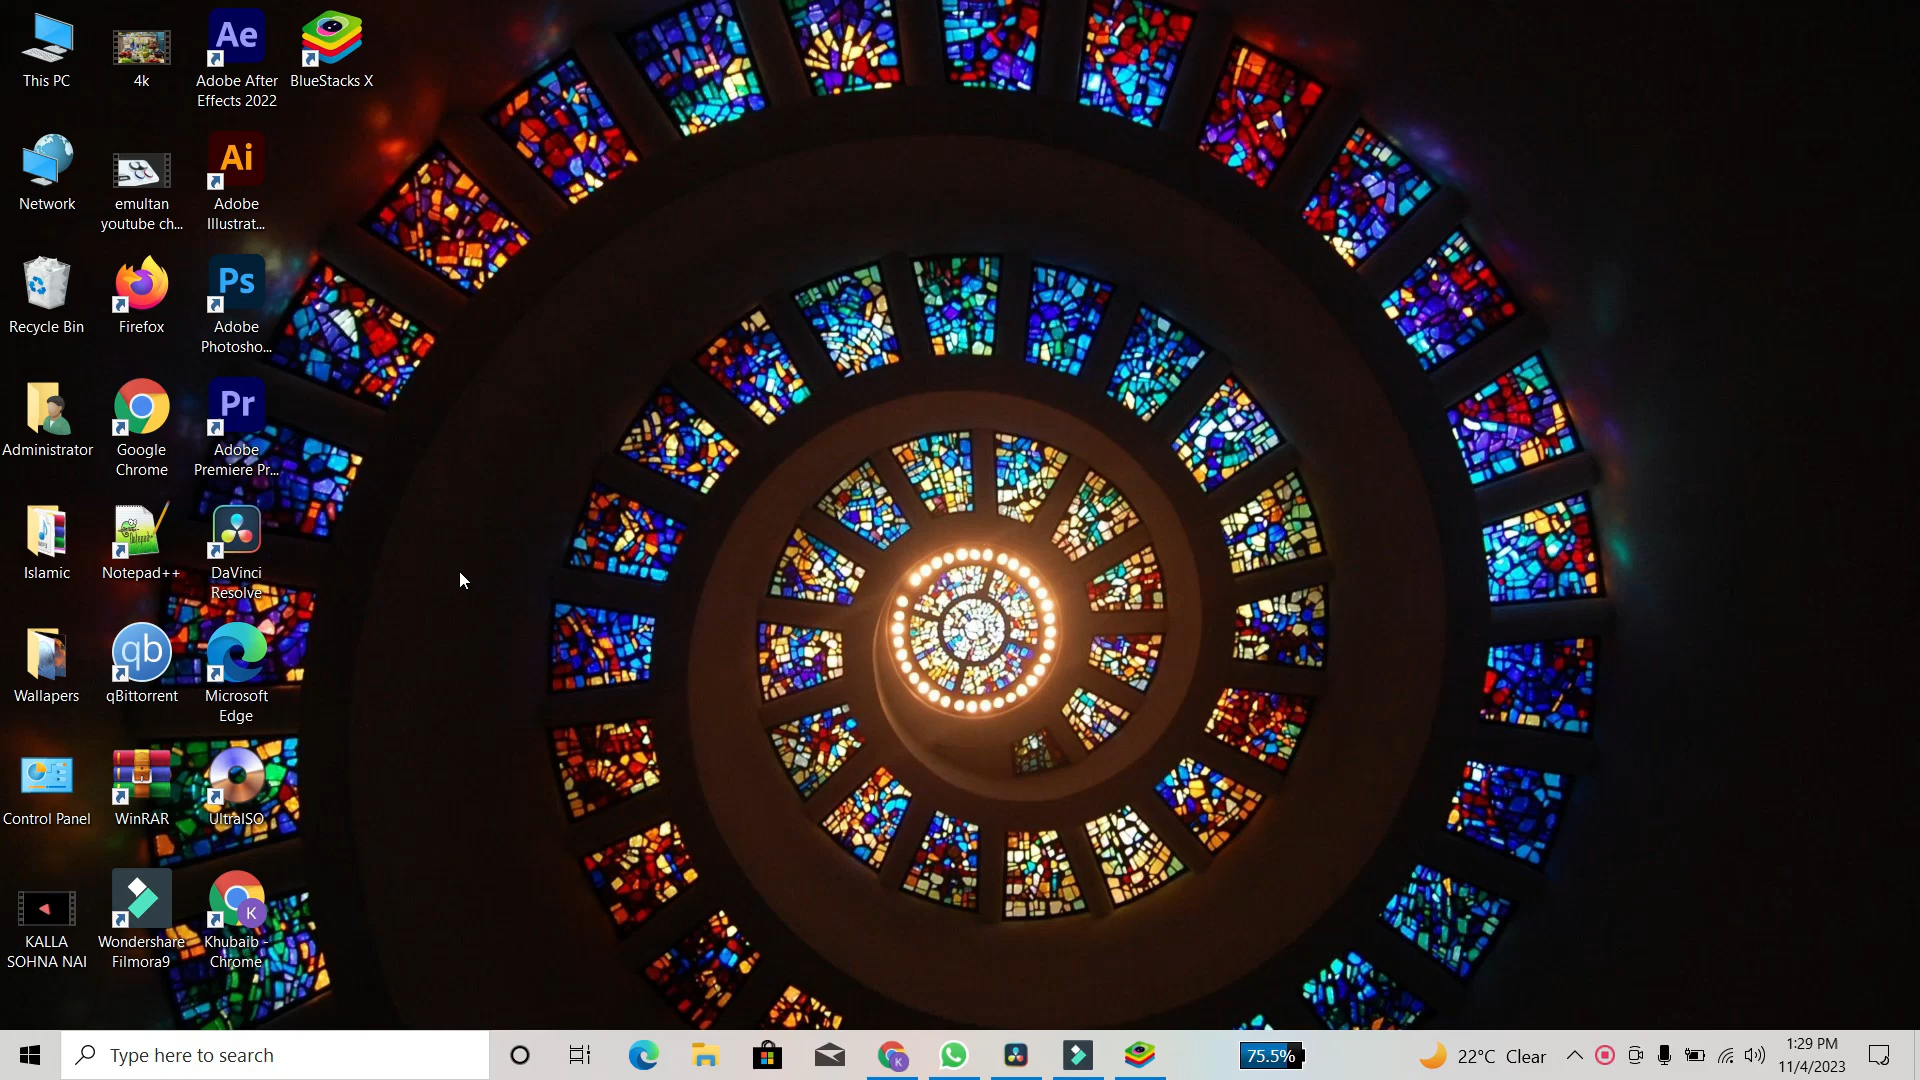 This PC
4k
Adobe After
Effects 2022
BlueStacks X
Network
emultan
youtube ch...
Adobe
Illustrat...
Recycle Bin
Firefox
Adobe
Photosho...
Administrator
Google
Chrome
Adobe
Premiere Pr...
Islamic
Notepad++
DaVinci
Resolve
Wallapers
qBittorrent
Microsoft
Edge
Control Panel
WinRAR
UltraISO
KALLA
SOHNA NAI
Wondershare
Filmora9
Khubaib -
Chrome
Ae
Ai
Ps
Pr
qb
K
Type here to search
K
75.5%
22°C Clear
1:29 PM
11/4/2023